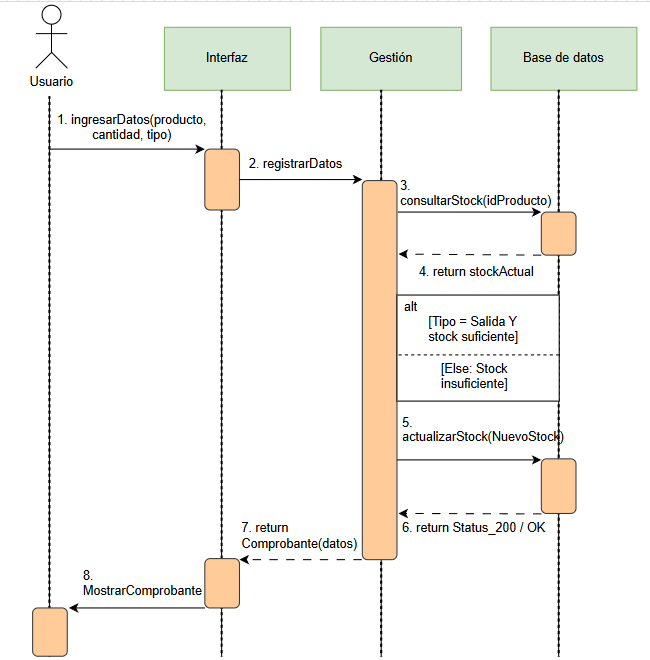 Usuario
Interfaz
Gestión
Base de datos
1. ingresarDatos(producto,
cantidad, tipo)
2. registrarDatos
3.
consultarStock(idProducto)
4. return stockActual
alt
[Tipo = Salida Y
stock suficiente]
[Else: Stock
insuficiente]
5.
actualizarStock(NuevoStock)
6. return Status_200 / OK
7. return
Comprobante(datos)
8.
MostrarComprobante